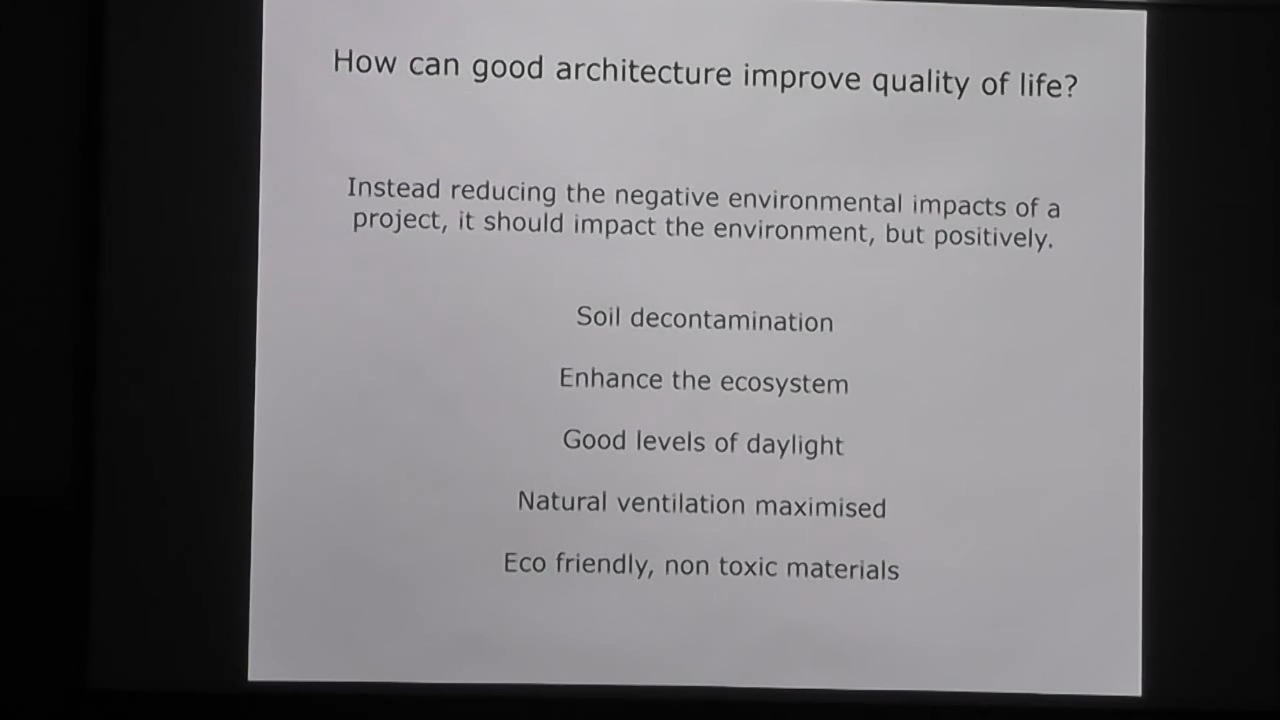 How can good architecture improve quality of life?
Instead reducing the negative environmental impacts of a
project, it should impact the environment, but positively.
Soil decontamination
Enhance the ecosystem
Good levels of daylight
Natural ventilation maximised
Eco friendly, non toxic materials